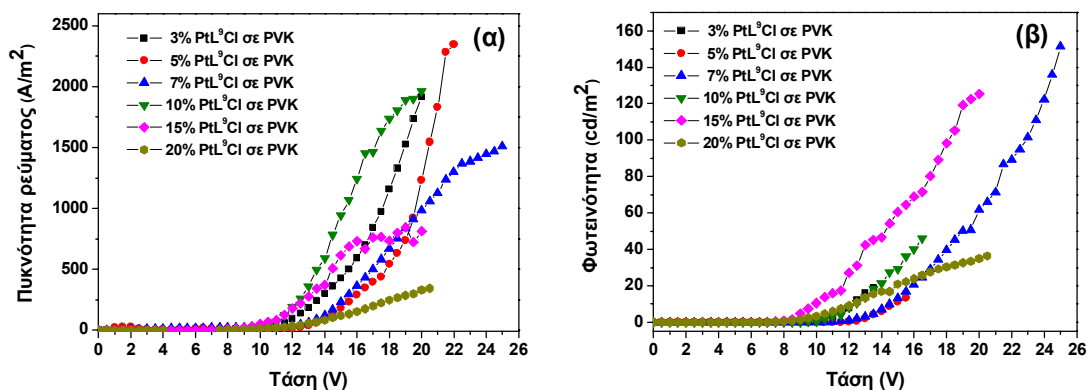 Πυκνότητα ρεύματος (A/m²)
2500
2000
1500
1000
500
0
(α)
3% PtL⁹Cl σε PVK
5% PtL⁹Cl σε PVK
7% PtL⁹Cl σε PVK
10% PtL⁹Cl σε PVK
15% PtL⁹Cl σε PVK
20% PtL⁹Cl σε PVK
0 2 4 6 8 10 12 14 16 18 20 22 24 26
Τάση (V)
Φωτεινότητα (cd/m²)
160
140
120
100
80
60
40
20
0
(β)
3% PtL⁹Cl σε PVK
5% PtL⁹Cl σε PVK
7% PtL⁹Cl σε PVK
10% PtL⁹Cl σε PVK
15% PtL⁹Cl σε PVK
20% PtL⁹Cl σε PVK
0 2 4 6 8 10 12 14 16 18 20 22 24 26
Τάση (V)